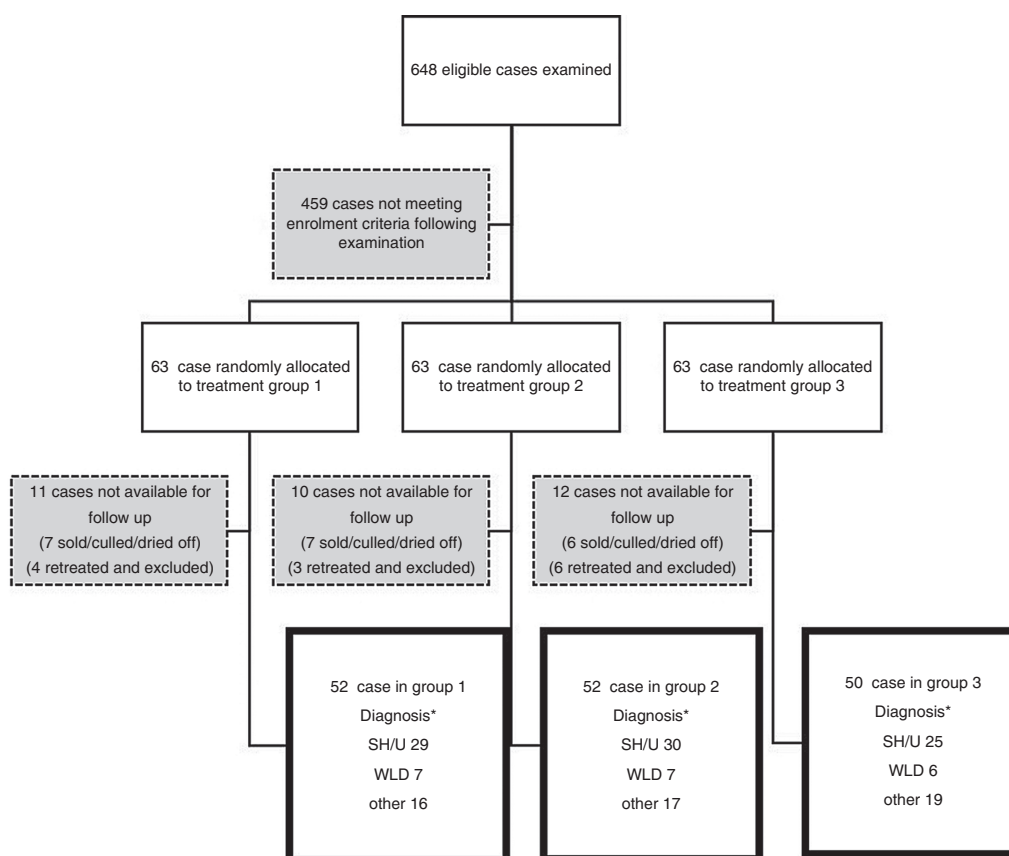 648 eligible cases examined
459 cases not meeting
enrolment criteria following
examination
63 case randomly allocated
to treatment group 1
63 case randomly allocated
to treatment group 2
63 case randomly allocated
to treatment group 3
11 cases not available for
follow up
(7 sold/culled/dried off)
(4 retreated and excluded)
10 cases not available for
follow up
(7 sold/culled/dried off)
(3 retreated and excluded)
12 cases not available for
follow up
(6 sold/culled/dried off)
(6 retreated and excluded)
52 case in group 1
Diagnosis*
SH/U 29
WLD 7
other 16
52 case in group 2
Diagnosis*
SH/U 30
WLD 7
other 17
50 case in group 3
Diagnosis*
SH/U 25
WLD 6
other 19